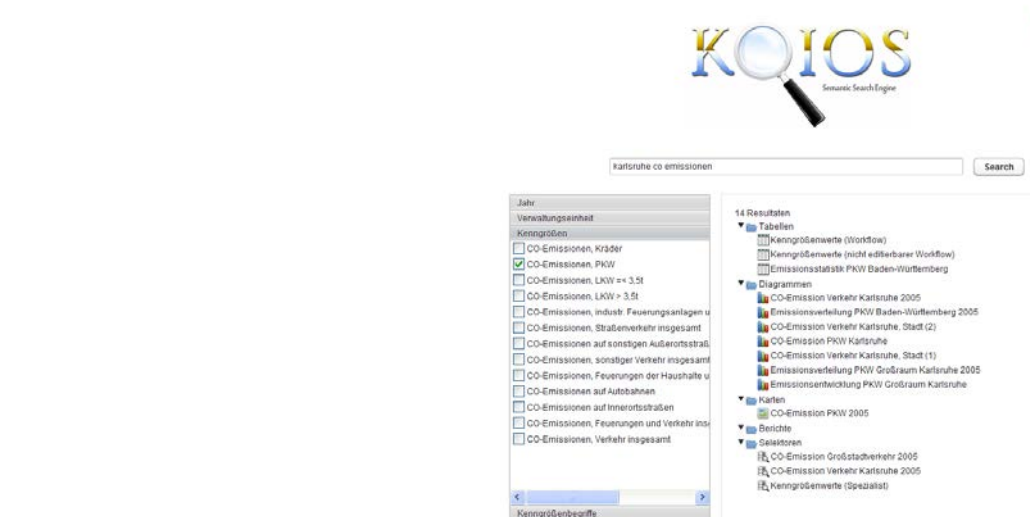 KOIOS
Semantic Search Engine
karlsruhe co emissionen
Search
Jahr
Verwaltungseinheit
Kenngrößen
CO-Emissionen, Kräder
CO-Emissionen, PKW
CO-Emissionen, LKW =< 3,5t
CO-Emissionen, LKW > 3,5t
CO-Emissionen, industr. Feuerungsanlagen u
CO-Emissionen, Straßenverkehr insgesamt
CO-Emissionen auf sonstigen Außerortsstraß
CO-Emissionen, sonstiger Verkehr insgesamt
CO-Emissionen, Feuerungen der Haushalte u
CO-Emissionen auf Autobahnen
CO-Emissionen auf Innerortsstraßen
CO-Emissionen, Feuerungen und Verkehr ins
CO-Emissionen, Verkehr insgesamt
Kenngrößenbegriffe
14 Resultaten
Tabellen
Kenngrößenwerte (Workflow)
Kenngrößenwerte (nicht editierbarer Workflow)
Emissionsstatistik PKW Baden-Württemberg
Diagrammen
CO-Emission Verkehr Karlsruhe 2005
Emissionsverteilung PKW Baden-Württemberg 2005
CO-Emission Verkehr Karlsruhe, Stadt (2)
CO-Emission PKW Karlsruhe
CO-Emission Verkehr Karlsruhe, Stadt (1)
Emissionsverteilung PKW Großraum Karlsruhe 2005
Emissionsentwicklung PKW Großraum Karlsruhe
Karten
CO-Emission PKW 2005
Berichte
Selektoren
CO-Emission Großstadtverkehr 2005
CO-Emission Verkehr Karlsruhe 2005
Kenngrößenwerte (Spezialist)